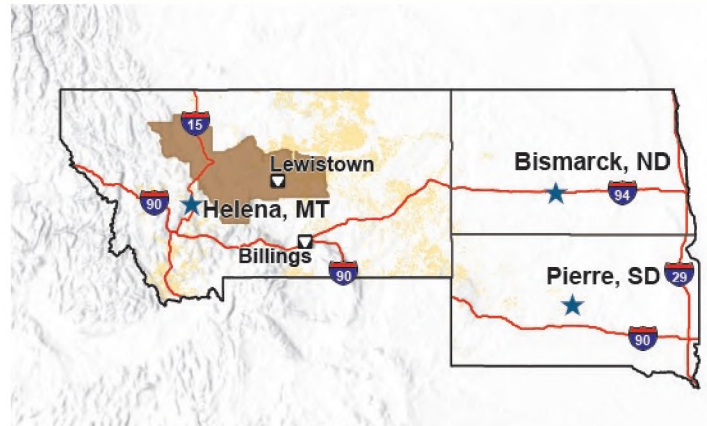 15
Lewistown
Bismarck, ND
90
Helena, MT
94
Billings
90
Pierre, SD
29
90